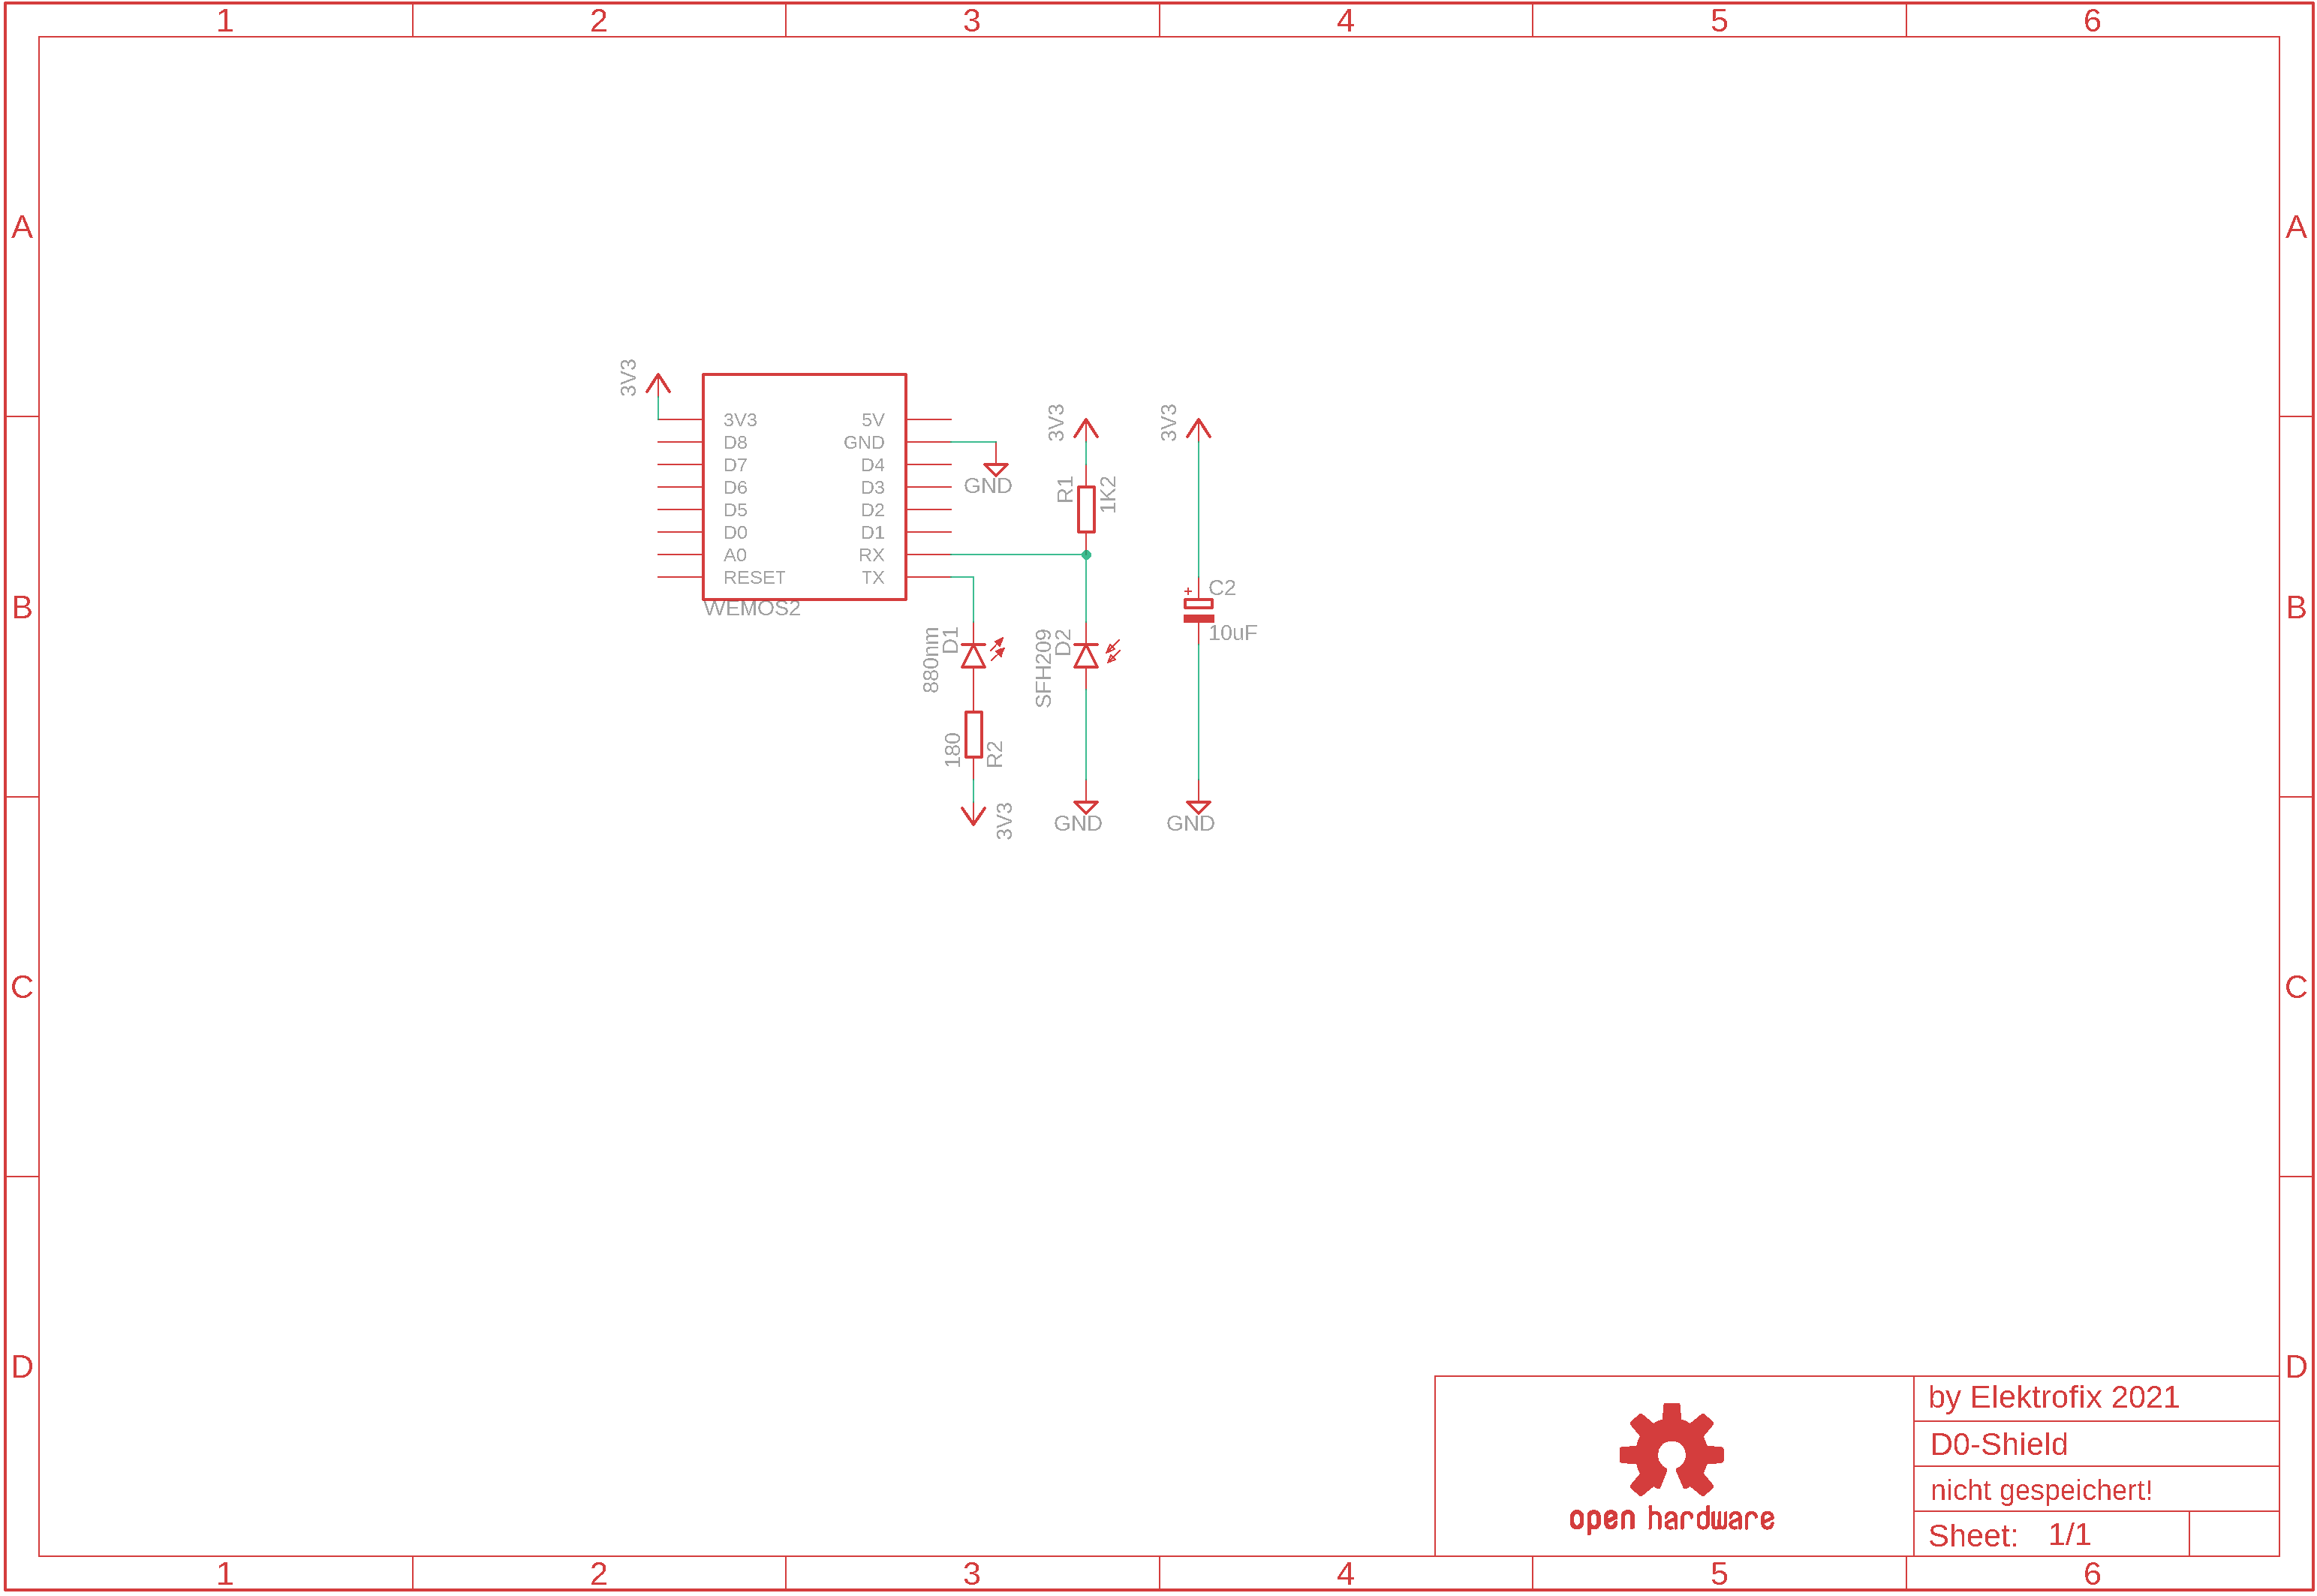 1 2 3 4 5 6
A A
3V3
3V3 5V
D8 GND
D7 D4
D6 D3
D5 D2
D0 D1
A0 RX
RESET TX
WEMOS2
GND
3V3
R1
1K2
3V3
C2
+
10uF
B B
880nm
D1
SFH209
D2
180
R2
3V3
GND
GND
C C
D D
by Elektrofix 2021
D0-Shield
nicht gespeichert!
Sheet: 1/1
open hardware
1 2 3 4 5 6